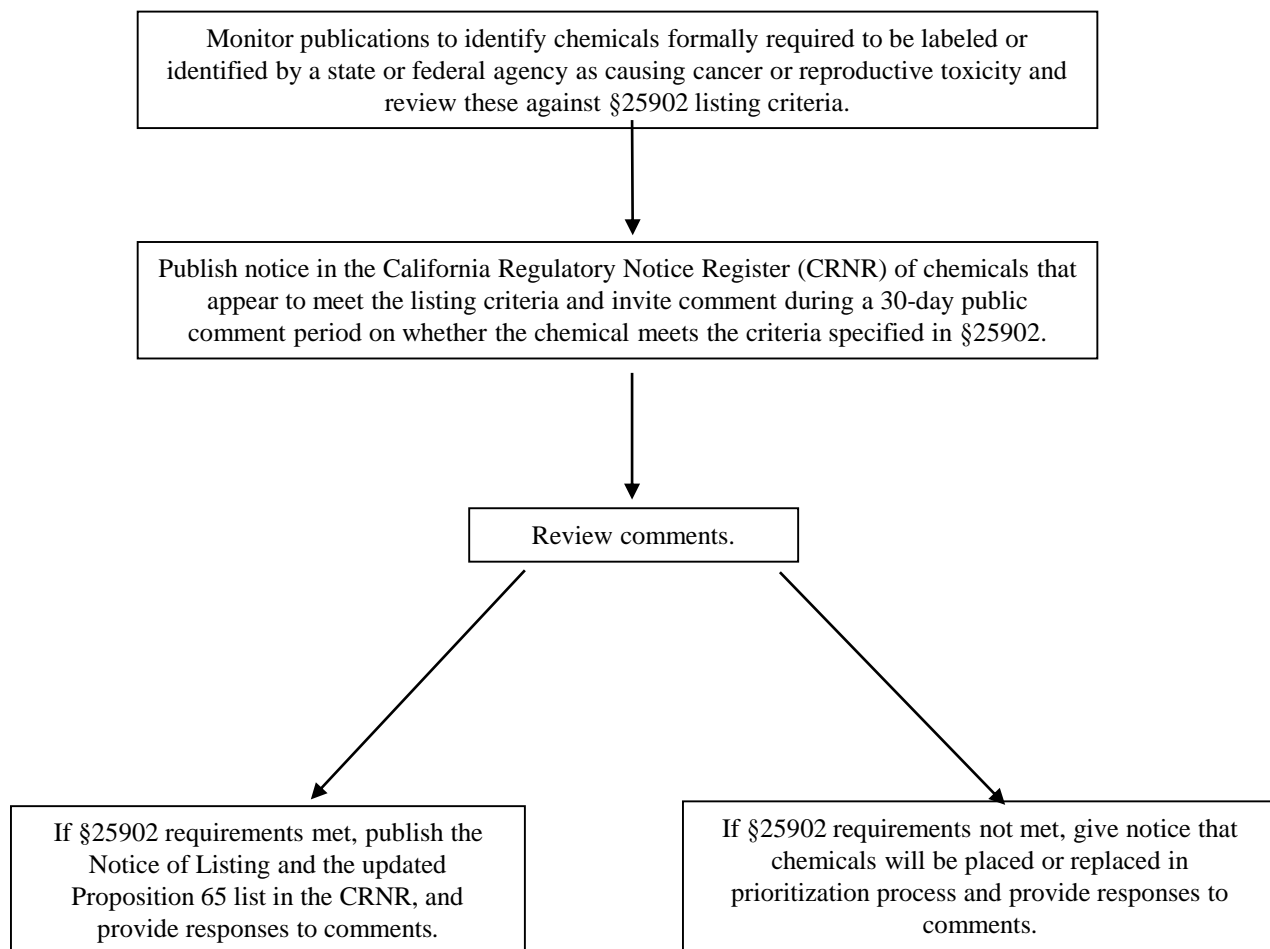 Monitor publications to identify chemicals formally required to be labeled or
identified by a state or federal agency as causing cancer or reproductive toxicity and
review these against §25902 listing criteria.
Publish notice in the California Regulatory Notice Register (CRNR) of chemicals that
appear to meet the listing criteria and invite comment during a 30-day public
comment period on whether the chemical meets the criteria specified in §25902.
Review comments.
If §25902 requirements met, publish the
Notice of Listing and the updated
Proposition 65 list in the CRNR, and
provide responses to comments.
If §25902 requirements not met, give notice that
chemicals will be placed or replaced in
prioritization process and provide responses to
comments.